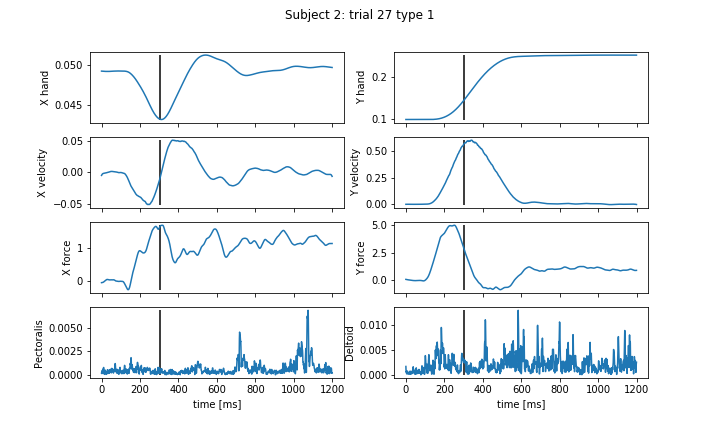 Subject 2: trial 27 type 1
X hand
0.050
0.045
Y hand
0.2
0.1
X velocity
0.05
0.00
−0.05
Y velocity
0.50
0.25
0.00
X force
1
0
Y force
5.0
2.5
0.0
Pectoralis
0.0050
0.0025
0.0000
0 200 400 600 800 1000 1200
time [ms]
Deltoid
0.010
0.005
0.000
0 200 400 600 800 1000 1200
time [ms]